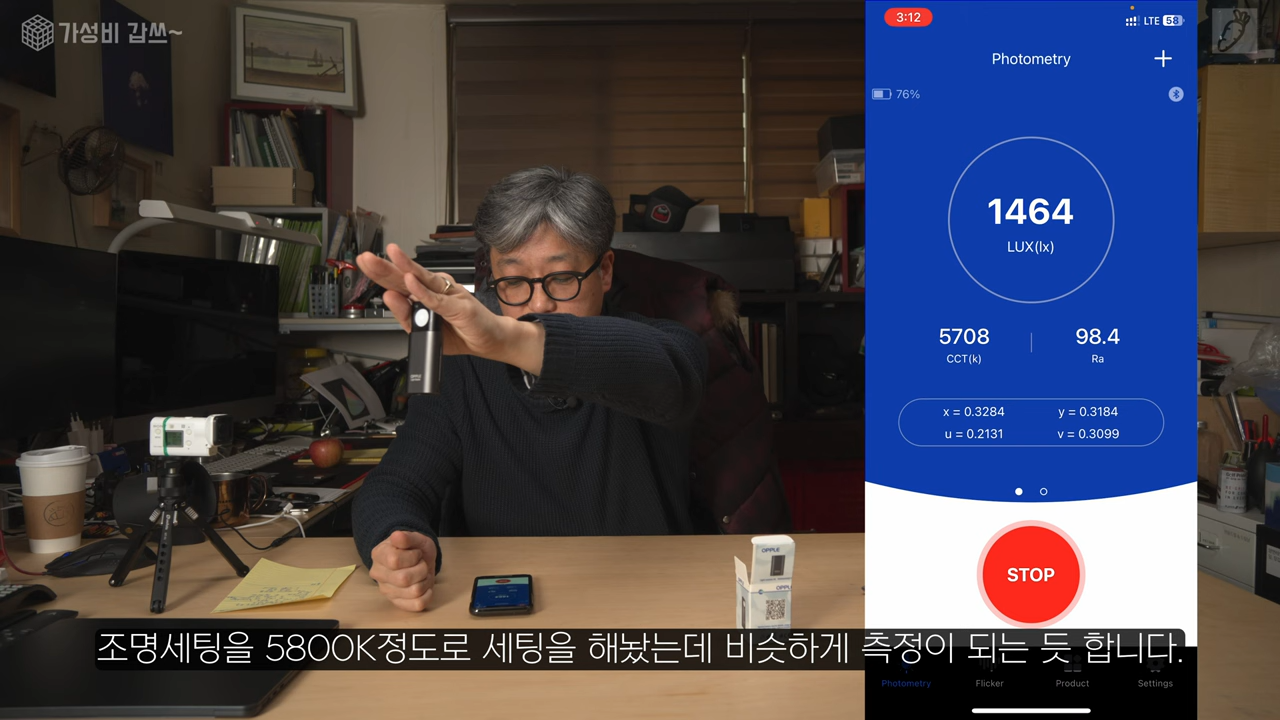 가성비 갑쓰~
3:12
LTE 58
Photometry
76%
1464
LUX(lx)
5708
CCT(k)
98.4
Ra
x = 0.3284
y = 0.3184
u = 0.2131
v = 0.3099
STOP
OPPLE
조명세팅을 5800K정도로 세팅을 해놨는데 비슷하게 측정이 되는 듯 합니다.
Photometry
Flicker
Product
Settings